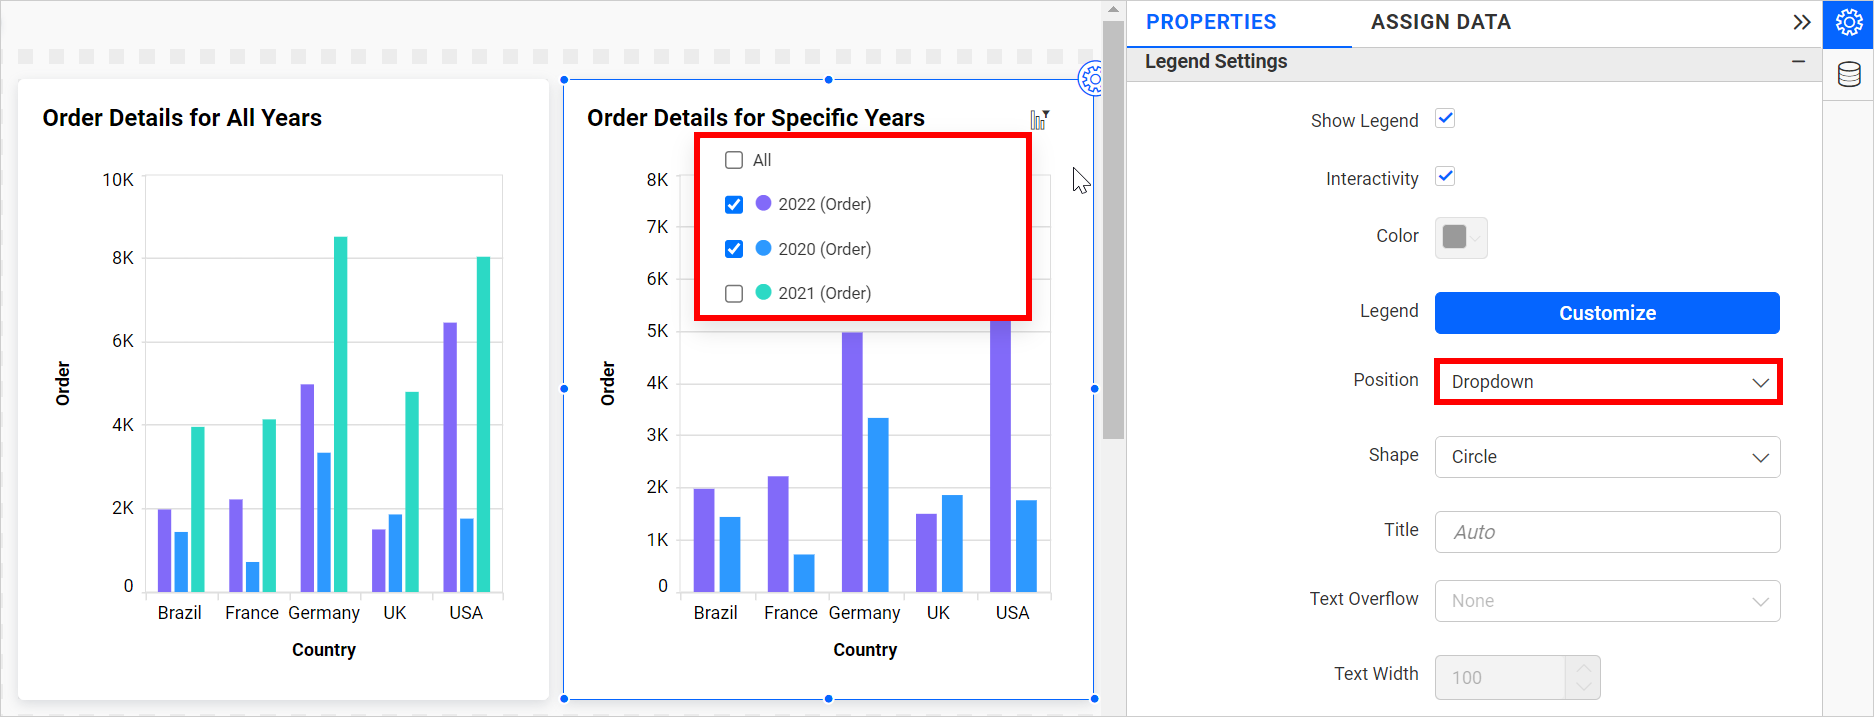 Order Details for All Years
10K
8K
6K
4K
2K
0
Order
Brazil France Germany UK USA
Country
Order Details for Specific Years
All
2022 (Order)
2020 (Order)
2021 (Order)
8K
7K
6K
5K
4K
3K
2K
1K
0
Order
Brazil France Germany UK USA
Country
PROPERTIES ASSIGN DATA
Legend Settings
Show Legend
Interactivity
Color
Legend Customize
Position Dropdown
Shape Circle
Title Auto
Text Overflow None
Text Width 100